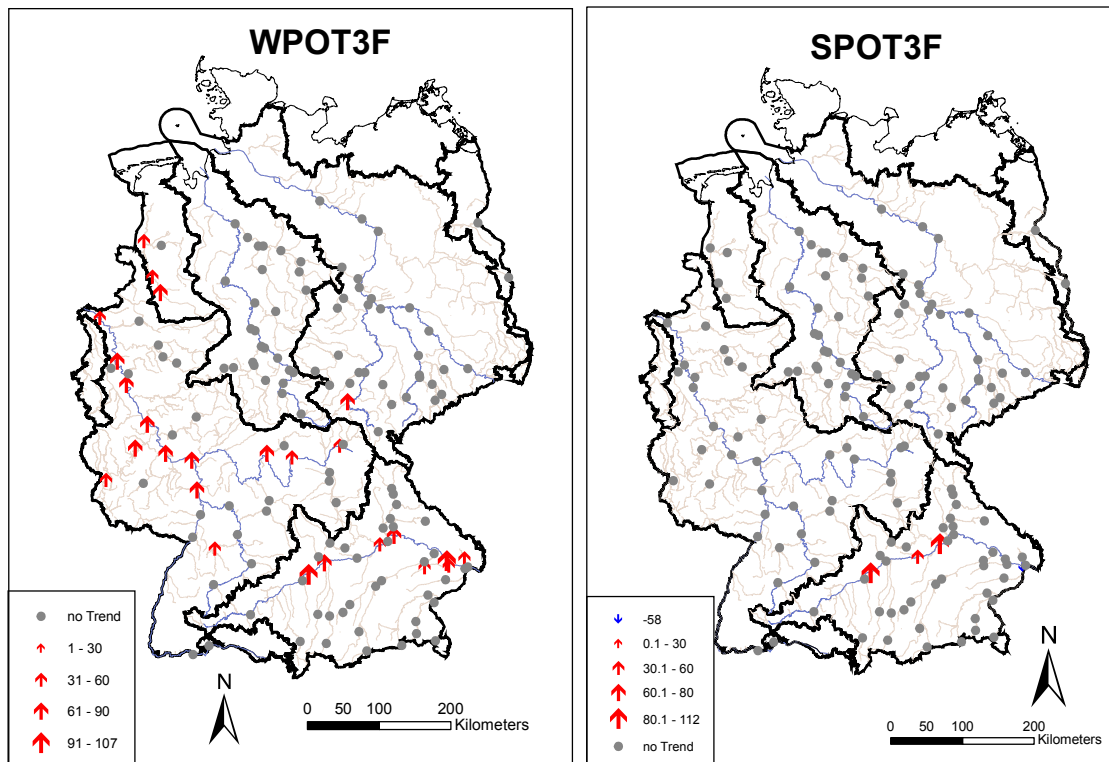 WPOT3F
no Trend
1 - 30
31 - 60
61 - 90
91 - 107
N
0 50 100 200
Kilometers
SPOT3F
-58
0.1 - 30
30.1 - 60
60.1 - 80
80.1 - 112
no Trend
N
0 50 100 200
Kilometers